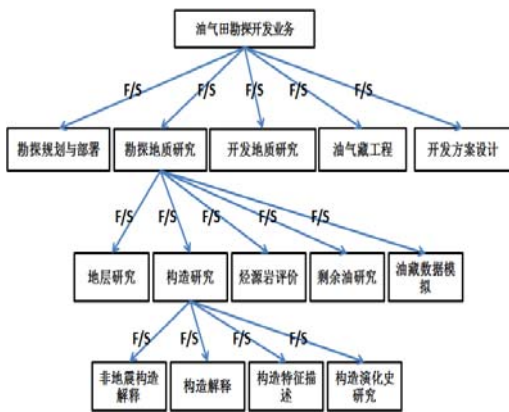 油气田勘探开发业务
F/S F/S F/S F/S F/S
勘探规划与部署 勘探地质研究 开发地质研究 油气藏工程 开发方案设计
F/S F/S F/S F/S F/S
地层研究 构造研究 烃源岩评价 剩余油研究 油藏数据模
拟
F/S F/S F/S F/S
非地震构造
解释
构造解释
构造特征描
述
构造演化史
研究